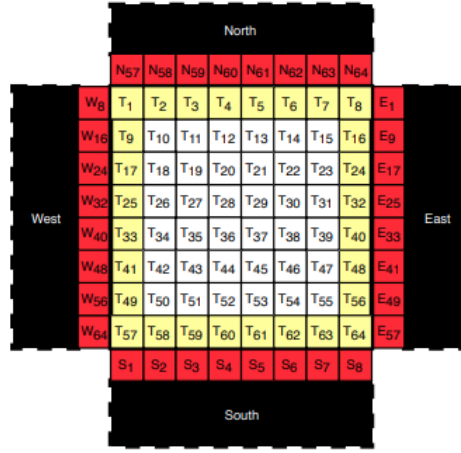 North
N57 N58 N59 N60 N61 N62 N63 N64
W8 T1 T2 T3 T4 T5 T6 T7 T8 E1
W16 T9 T10 T11 T12 T13 T14 T15 T16 E9
W24 T17 T18 T19 T20 T21 T22 T23 T24 E17
W32 T25 T26 T27 T28 T29 T30 T31 T32 E25
West East
W40 T33 T34 T35 T36 T37 T38 T39 T40 E33
W48 T41 T42 T43 T44 T45 T46 T47 T48 E41
W56 T49 T50 T51 T52 T53 T54 T55 T56 E49
W64 T57 T58 T59 T60 T61 T62 T63 T64 E57
S1 S2 S3 S4 S5 S6 S7 S8
South